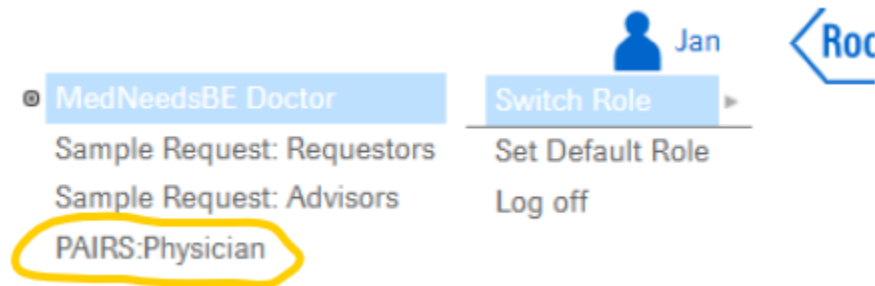 Jan
MedNeedsBE Doctor
Sample Request: Requestors
Sample Request: Advisors
PAIRS:Physician
Switch Role
Set Default Role
Log off